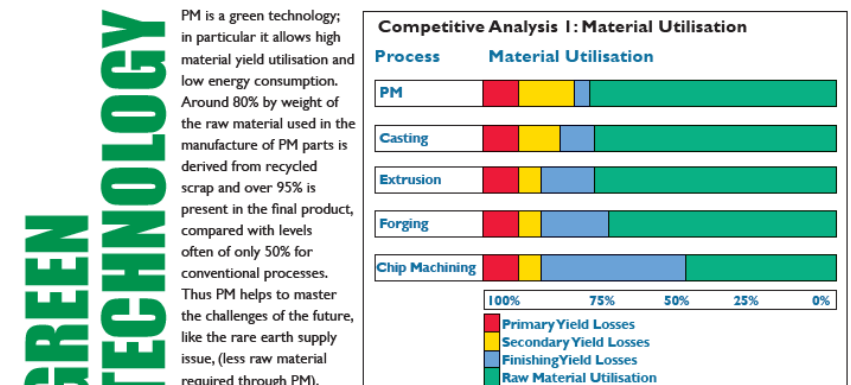 GREEN
TECHNOLOGY
PM is a green technology;
in particular it allows high
material yield utilisation and
low energy consumption.
Around 80% by weight of
the raw material used in the
manufacture of PM parts is
derived from recycled
scrap and over 95% is
present in the final product,
compared with levels
often of only 50% for
conventional processes.
Thus PM helps to master
the challenges of the future,
like the rare earth supply
issue, (less raw material
required through PM).
Competitive Analysis 1: Material Utilisation
Process Material Utilisation
PM
Casting
Extrusion
Forging
Chip Machining
100% 75% 50% 25% 0%
Primary Yield Losses
Secondary Yield Losses
Finishing Yield Losses
Raw Material Utilisation